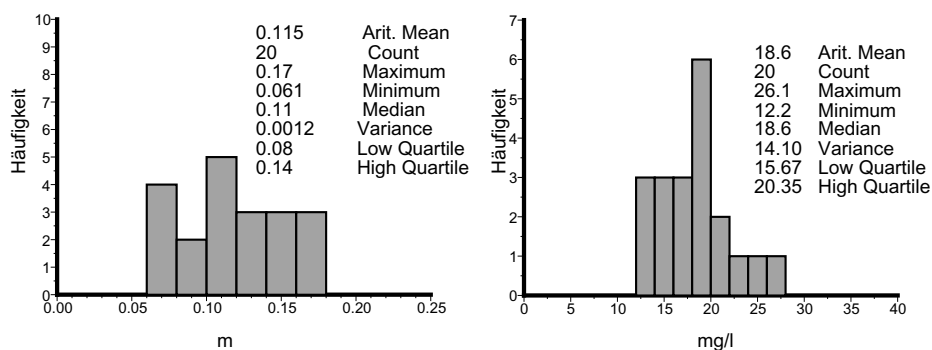 10
9
8
7
6
5
4
3
2
1
0
Häufigkeit
0.115 Arit. Mean
20 Count
0.17 Maximum
0.061 Minimum
0.11 Median
0.0012 Variance
0.08 Low Quartile
0.14 High Quartile
0.00 0.05 0.10 0.15 0.20 0.25
m
7
6
5
4
3
2
1
0
Häufigkeit
18.6 Arit. Mean
20 Count
26.1 Maximum
12.2 Minimum
18.6 Median
14.10 Variance
15.67 Low Quartile
20.35 High Quartile
0 5 10 15 20 25 30 35 40
mg/l